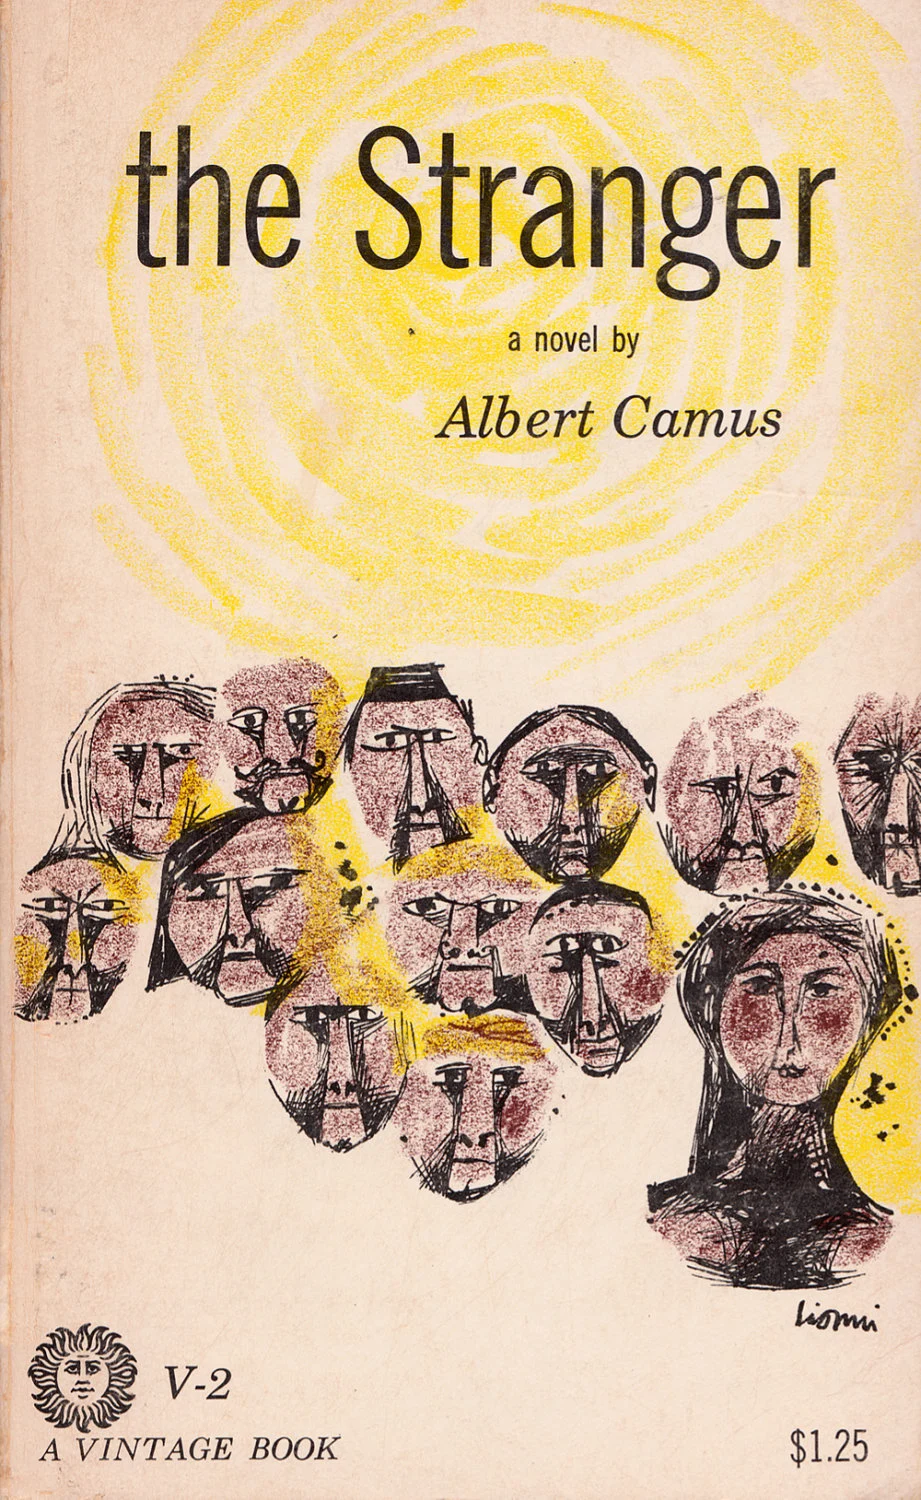 the Stranger
a novel by
Albert Camus
lionni
V-2
A VINTAGE BOOK
$1.25